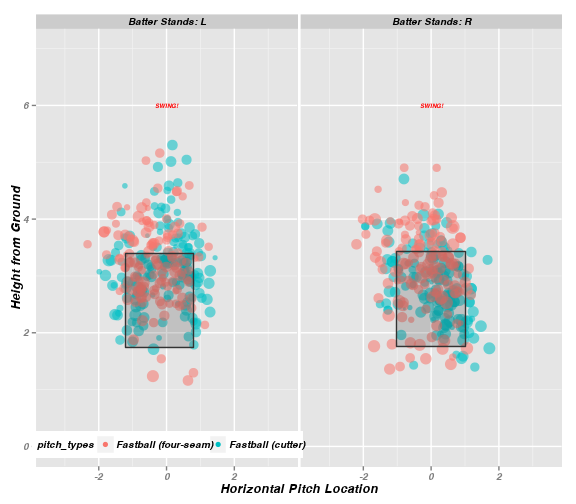 Batter Stands: L
Batter Stands: R
SWING!
SWING!
6
4
2
0
Height from Ground
pitch_types Fastball (four-seam) Fastball (cutter)
-2 0 2 -2 0 2
Horizontal Pitch Location